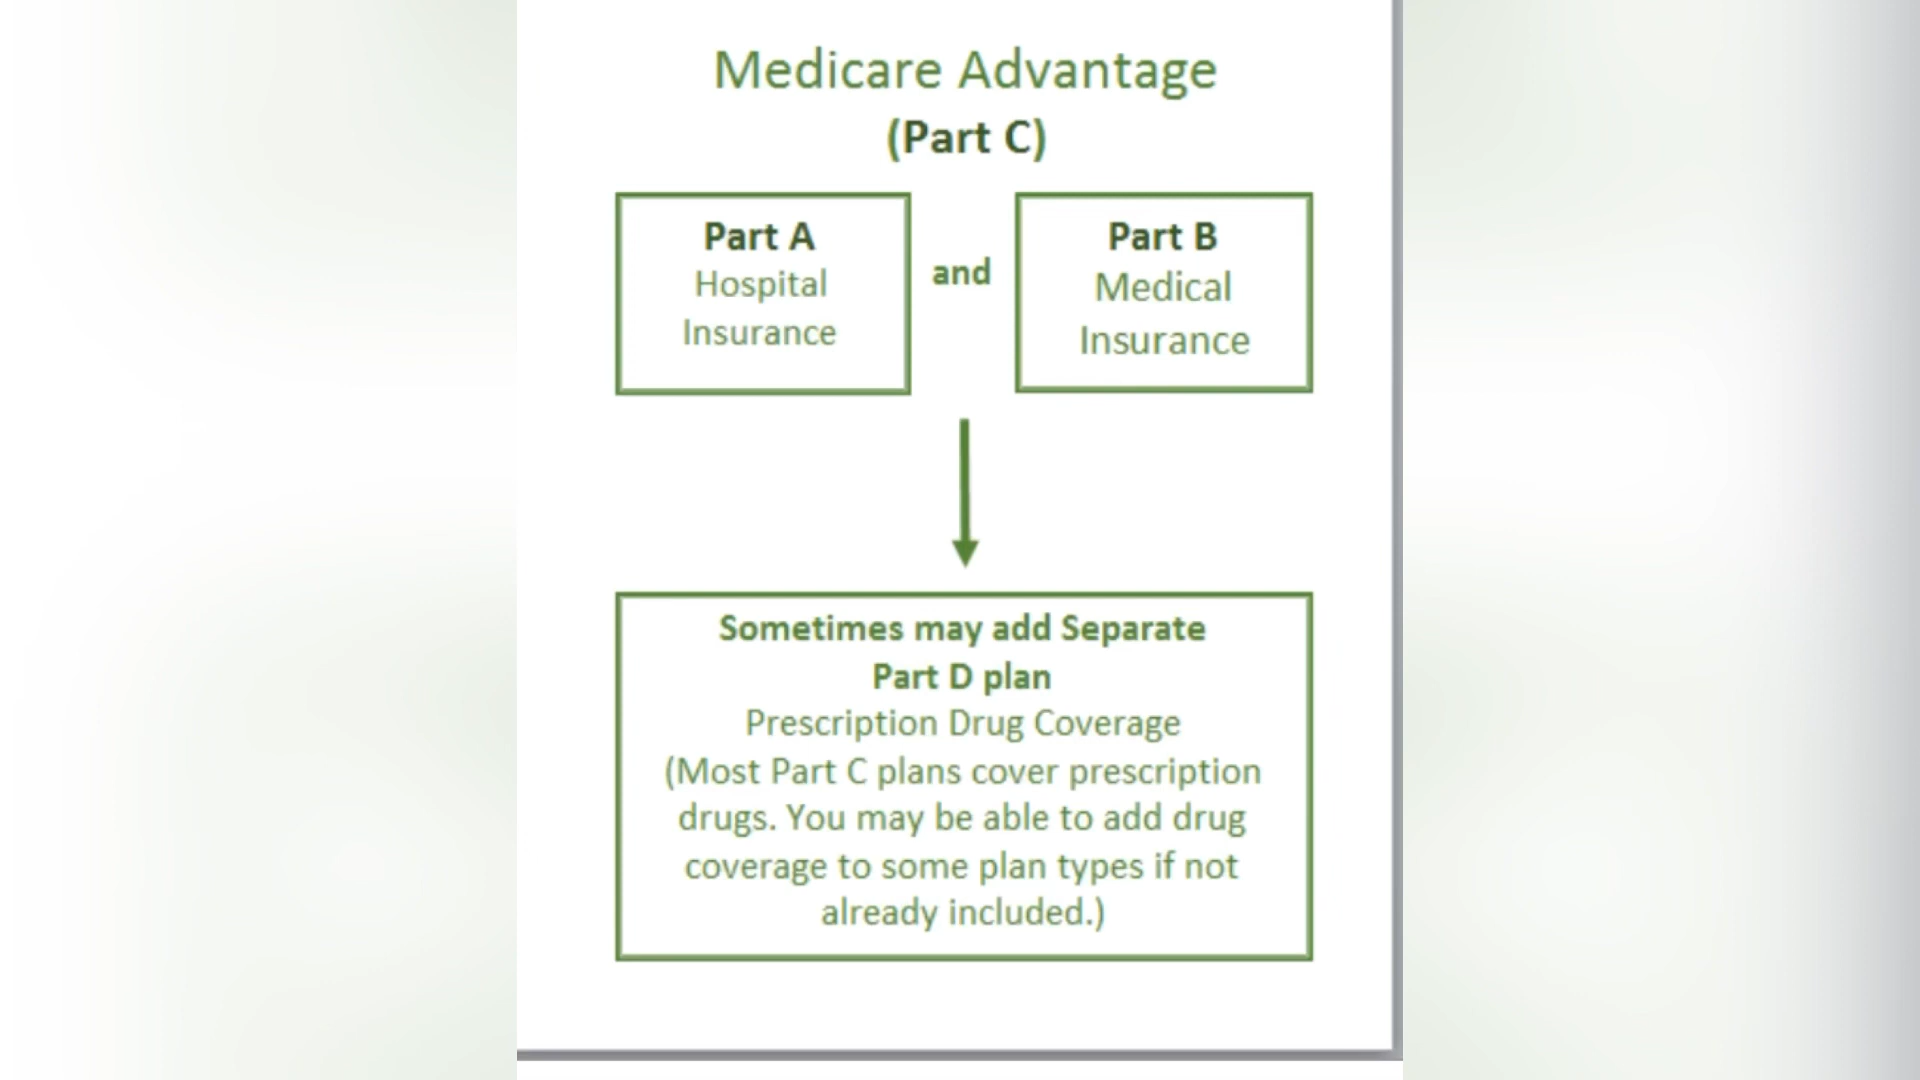 Medicare Advantage
(Part C)
Part A
Hospital
Insurance
and
Part B
Medical
Insurance
Sometimes may add Separate
Part D plan
Prescription Drug Coverage
(Most Part C plans cover prescription
drugs. You may be able to add drug
coverage to some plan types if not
already included.)